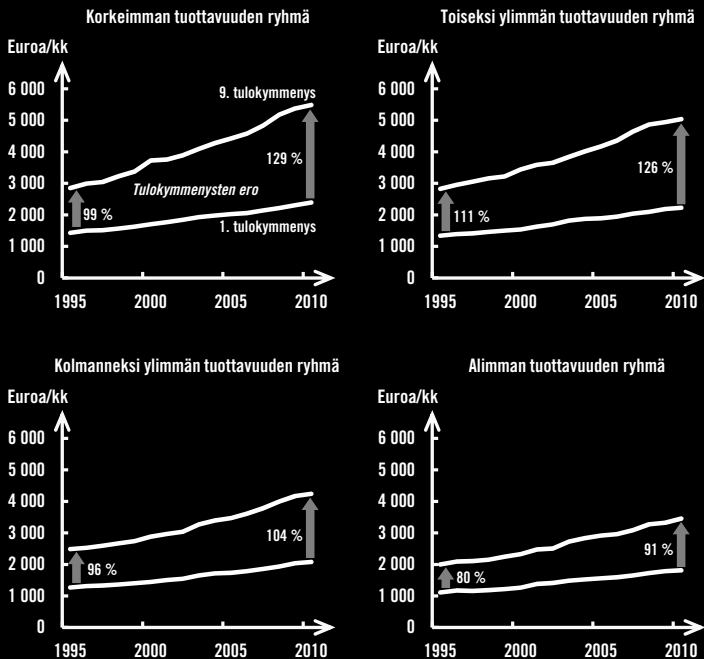 Korkeimman tuottavuuden ryhmä
Euroa/kk
6 000
5 000
4 000
3 000
2 000
1 000
0
9. tulokymmenys
129 %
Tulokymmenysten ero
99 %
1. tulokymmenys
1995 2000 2005 2010
Toiseksi ylimmän tuottavuuden ryhmä
Euroa/kk
6 000
5 000
4 000
3 000
2 000
1 000
0
126 %
111 %
1995 2000 2005 2010
Kolmanneksi ylimmän tuottavuuden ryhmä
Euroa/kk
6 000
5 000
4 000
3 000
2 000
1 000
0
104 %
96 %
1995 2000 2005 2010
Alimman tuottavuuden ryhmä
Euroa/kk
6 000
5 000
4 000
3 000
2 000
1 000
0
91 %
80 %
1995 2000 2005 2010